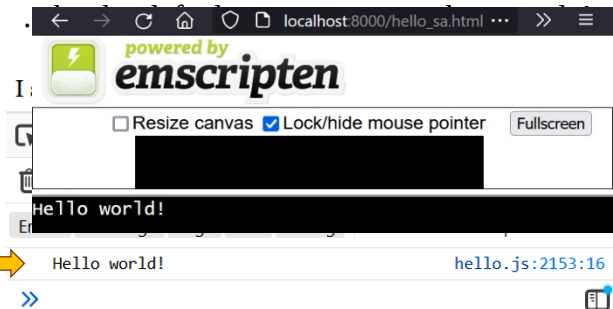 localhost:8000/hello_sa.html
powered by
emscripten
I
Resize canvas Lock/hide mouse pointer Fullscreen
Hello world!
Hello world! hello.js:2153:16